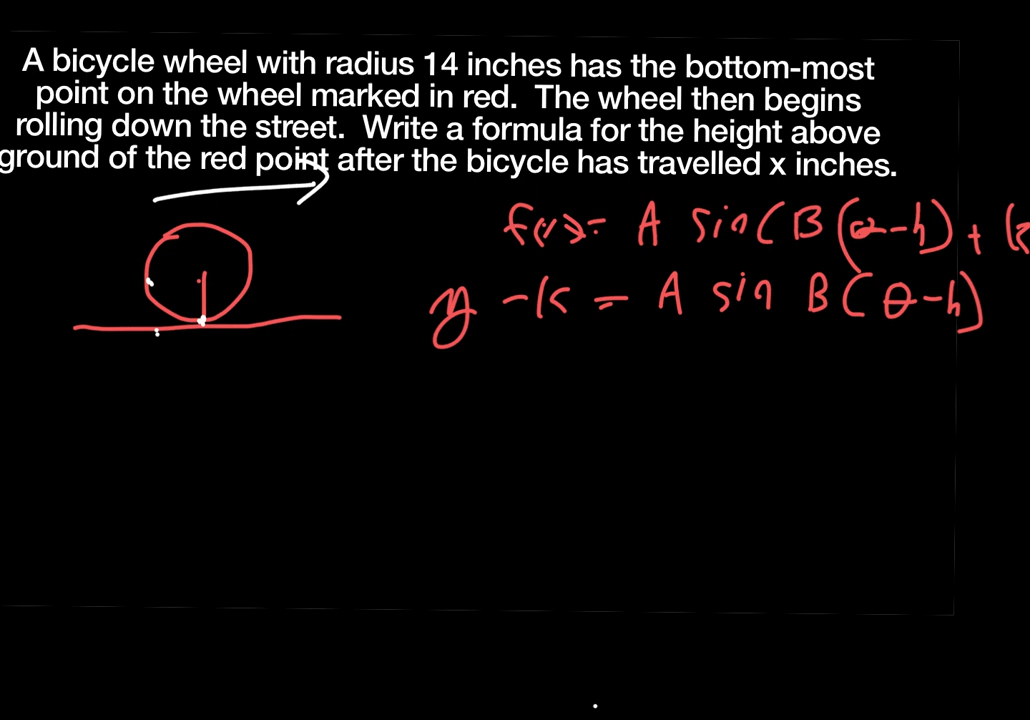 A bicycle wheel with radius 14 inches has the bottom-most
point on the wheel marked in red. The wheel then begins
rolling down the street. Write a formula for the height above
ground of the red point after the bicycle has travelled x inches.
f(x)= A sin(B(θ-h) + k
y - k = A sin B(θ-h)